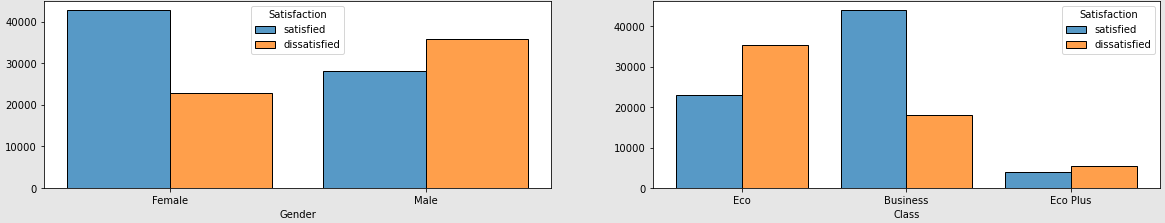 Satisfaction
satisfied
dissatisfied
40000
30000
20000
10000
0
Female
Male
Gender
Satisfaction
satisfied
dissatisfied
40000
30000
20000
10000
0
Eco
Business
Eco Plus
Class